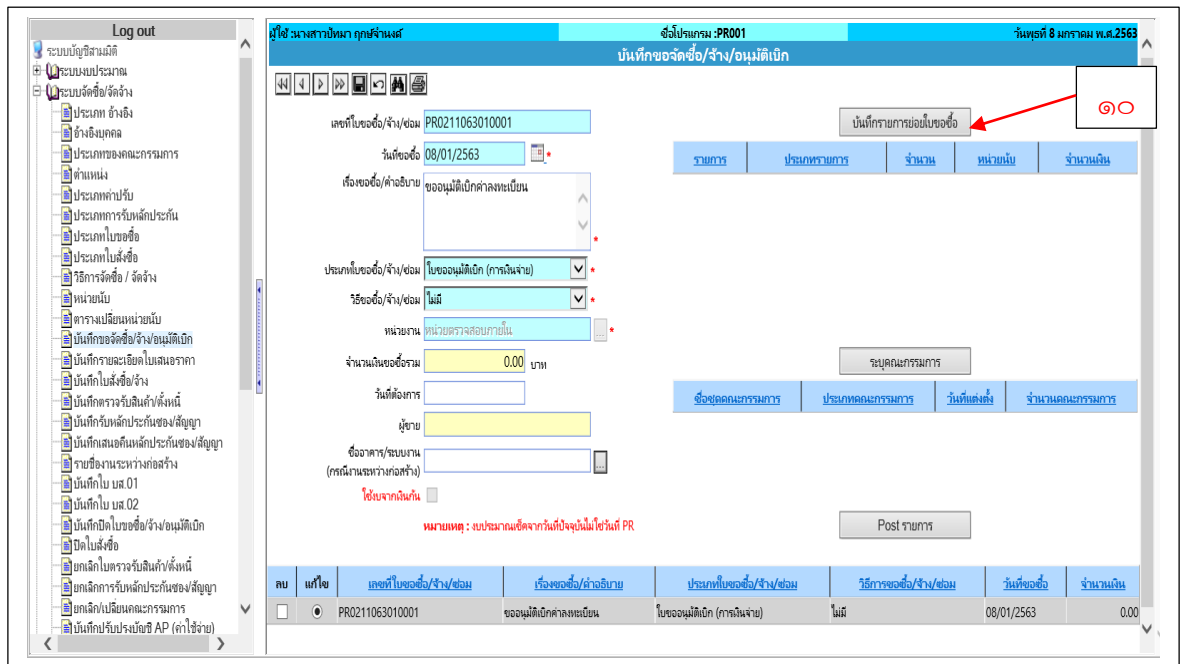 Log out
ระบบบัญชีสามมิติ
ระบบงบประมาณ
ระบบจัดซื้อ/จัดจ้าง
ประเภท อ้างอิง
อ้างอิงบุคคล
ประเภทของคณะกรรมการ
ตำแหน่ง
ประเภทค่าปรับ
ประเภทการรับหลักประกัน
ประเภทใบขอซื้อ
ประเภทใบสั่งซื้อ
วิธีการจัดซื้อ / จัดจ้าง
หน่วยนับ
ตารางเปลี่ยนหน่วยนับ
บันทึกขอจัดซื้อ/จ้าง/อนุมัติเบิก
บันทึกรายละเอียดใบเสนอราคา
บันทึกใบสั่งซื้อ/จ้าง
บันทึกตรวจรับสินค้า/ตั้งหนี้
บันทึกรับหลักประกันซอง/สัญญา
บันทึกเสนอคืนหลักประกันซอง/สัญญา
รายชื่องานระหว่างก่อสร้าง
บันทึกใบ บส.01
บันทึกใบ บส.02
บันทึกปิดใบขอซื้อ/จ้าง/อนุมัติเบิก
ปิดใบสั่งซื้อ
ยกเลิกใบตรวจรับสินค้า/ตั้งหนี้
ยกเลิกการรับหลักประกันซอง/สัญญา
ยกเลิก/เปลี่ยนคณะกรรมการ
บันทึกปรับปรุงบัญชี AP (ค่าใช้จ่าย)
ผู้ใช้ :นางสาวปัทมา ฤกษ์จำนงค์ ชื่อโปรแกรม :PR001 วันพุธที่ 8 มกราคม พ.ศ.2563
บันทึกขอจัดซื้อ/จ้าง/อนุมัติเบิก
๑๐
เลขที่ใบขอซื้อ/จ้าง/ซ่อม PR0211063010001
วันที่ขอซื้อ 08/01/2563 *
เรื่องขอซื้อ/คำอธิบาย ขออนุมัติเบิกค่าลงทะเบียน *
ประเภทใบขอซื้อ/จ้าง/ซ่อม ใบขออนุมัติเบิก (การเงินจ่าย) *
วิธีขอซื้อ/จ้าง/ซ่อม ไม่มี *
หน่วยงาน หน่วยตรวจสอบภายใน ... *
จำนวนเงินขอซื้อรวม 0.00 บาท
วันที่ต้องการ
ผู้ขาย
ชื่ออาคาร/ระบบงาน
(กรณีงานระหว่างก่อสร้าง) ...
ใช้งบจากเงินกัน
หมายเหตุ : งบประมาณเช็คจากวันที่ปัจจุบันไม่ใช่วันที่ PR
บันทึกรายการย่อยใบขอซื้อ
รายการ ประเภทรายการ จำนวน หน่วยนับ จำนวนเงิน
ระบุคณะกรรมการ
ชื่อชุดคณะกรรมการ ประเภทคณะกรรมการ วันที่แต่งตั้ง จำนวนคณะกรรมการ
Post รายการ
ลบ แก้ไข เลขที่ใบขอซื้อ/จ้าง/ซ่อม เรื่องขอซื้อ/คำอธิบาย ประเภทใบขอซื้อ/จ้าง/ซ่อม วิธีการขอซื้อ/จ้าง/ซ่อม วันที่ขอซื้อ จำนวนเงิน
PR0211063010001 ขออนุมัติเบิกค่าลงทะเบียน ใบขออนุมัติเบิก (การเงินจ่าย) ไม่มี 08/01/2563 0.00